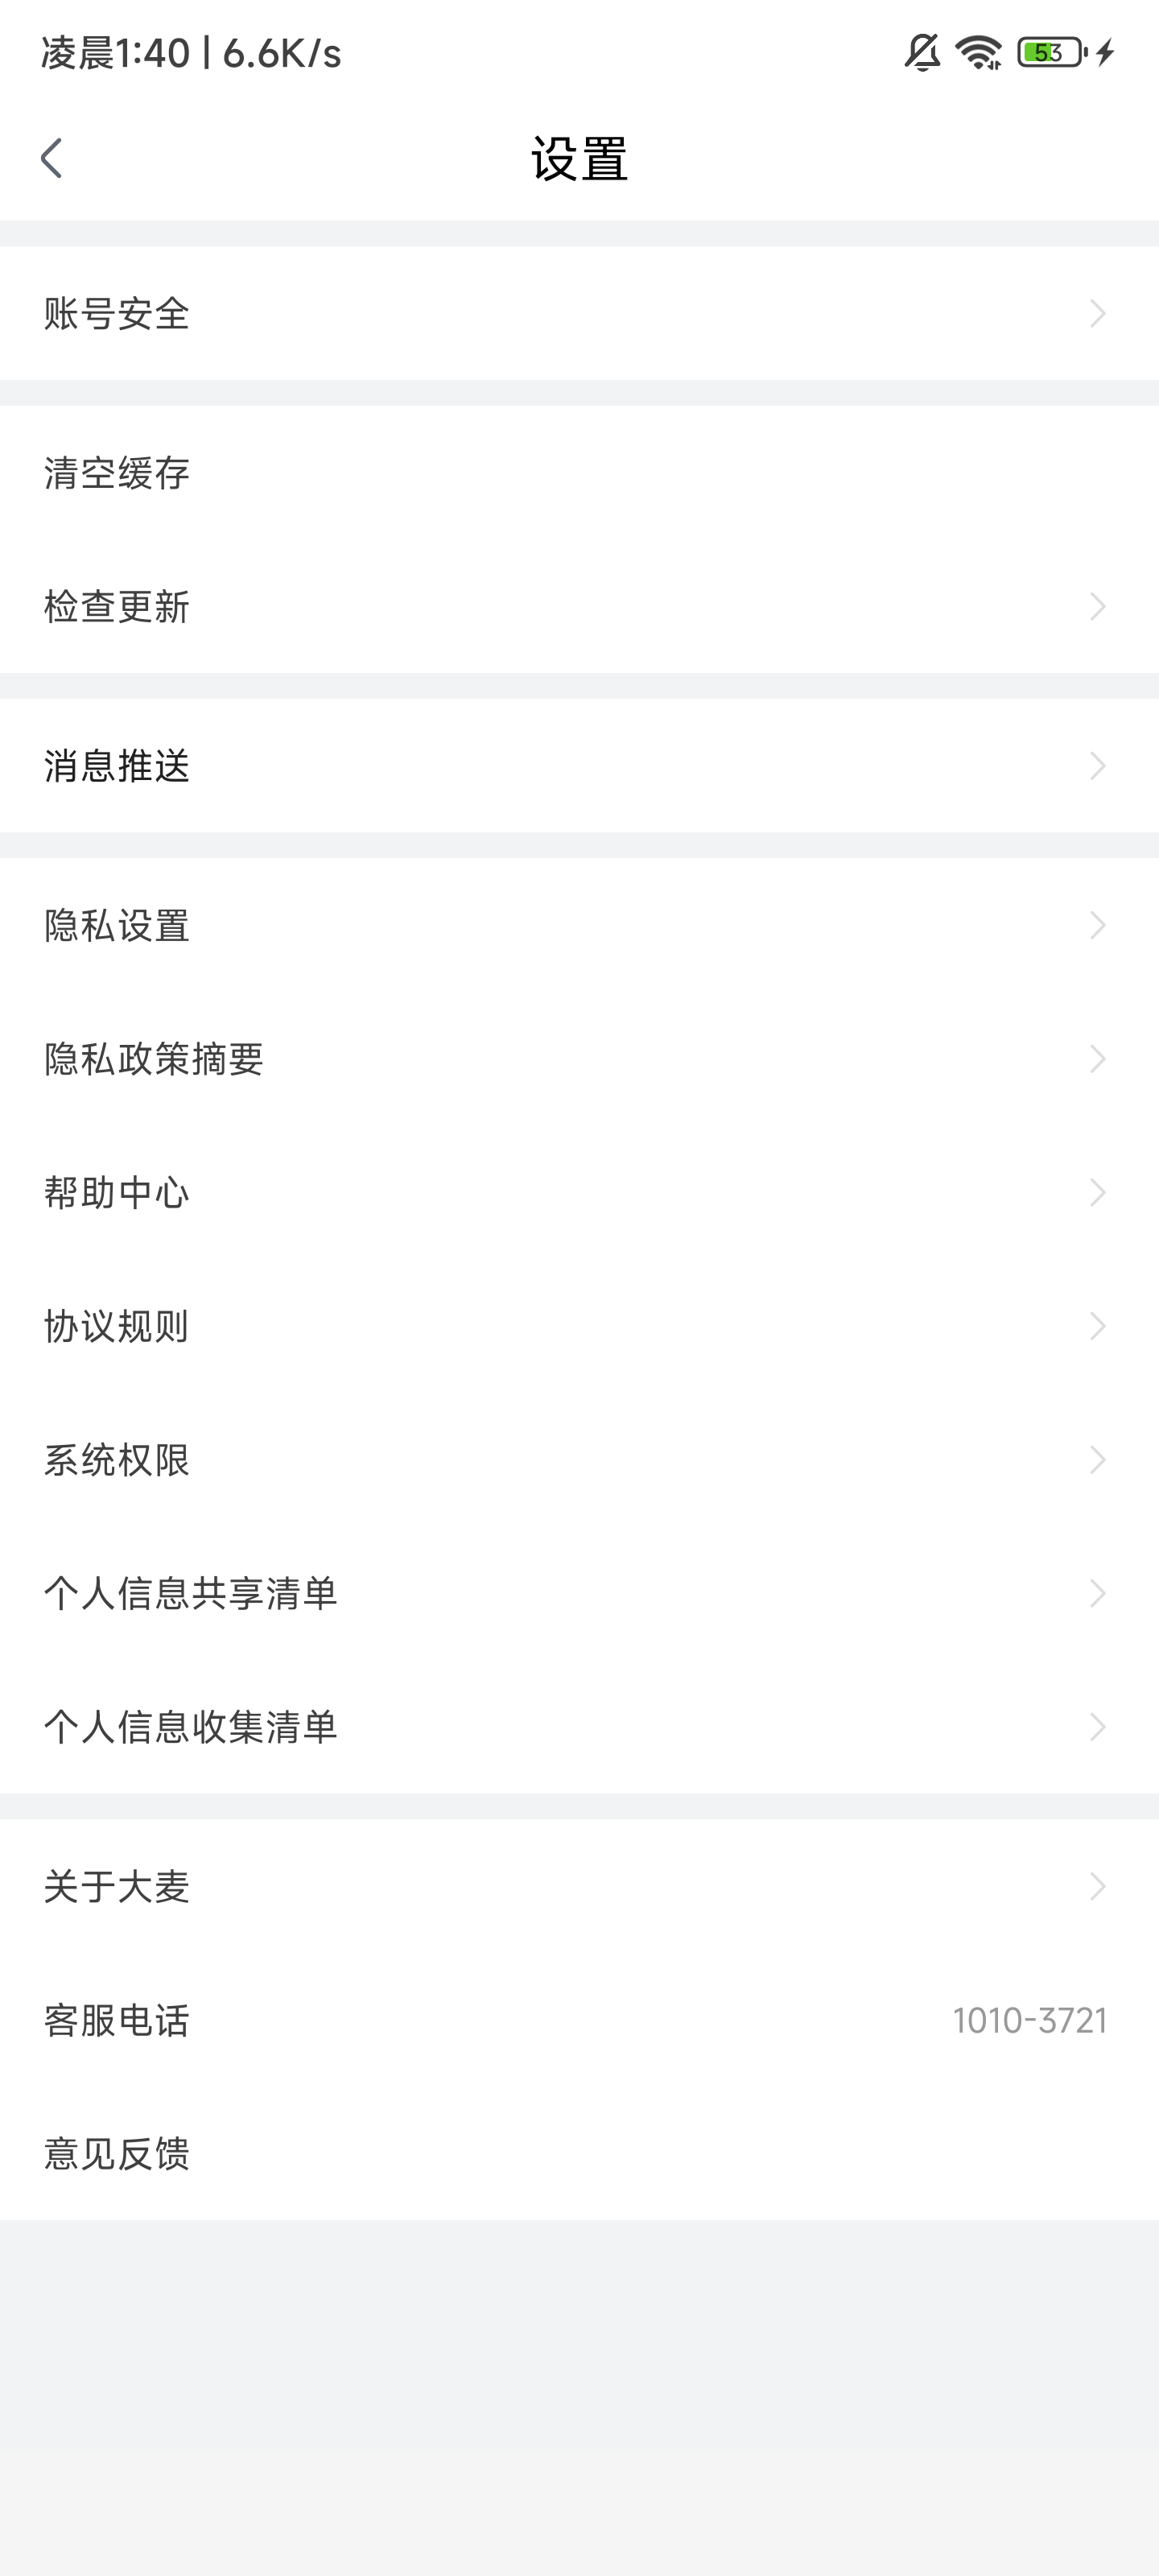 凌晨1:40 | 6.6K/s
53
设置
账号安全
清空缓存
检查更新
消息推送
隐私设置
隐私政策摘要
帮助中心
协议规则
系统权限
个人信息共享清单
个人信息收集清单
关于大麦
客服电话 1010-3721
意见反馈